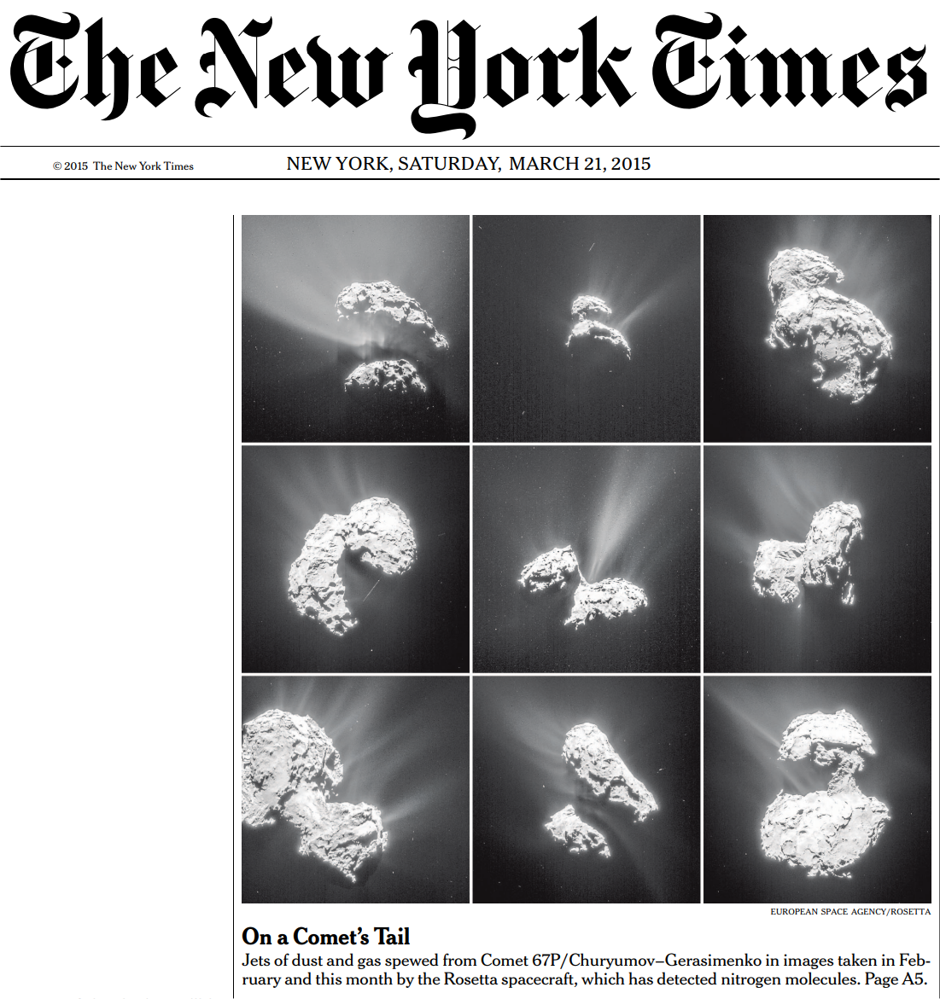 The New York Times
© 2015 The New York Times
NEW YORK, SATURDAY, MARCH 21, 2015
EUROPEAN SPACE AGENCY/ROSETTA
On a Comet's Tail
Jets of dust and gas spewed from Comet 67P/Churyumov–Gerasimenko in images taken in Feb-
ruary and this month by the Rosetta spacecraft, which has detected nitrogen molecules. Page A5.